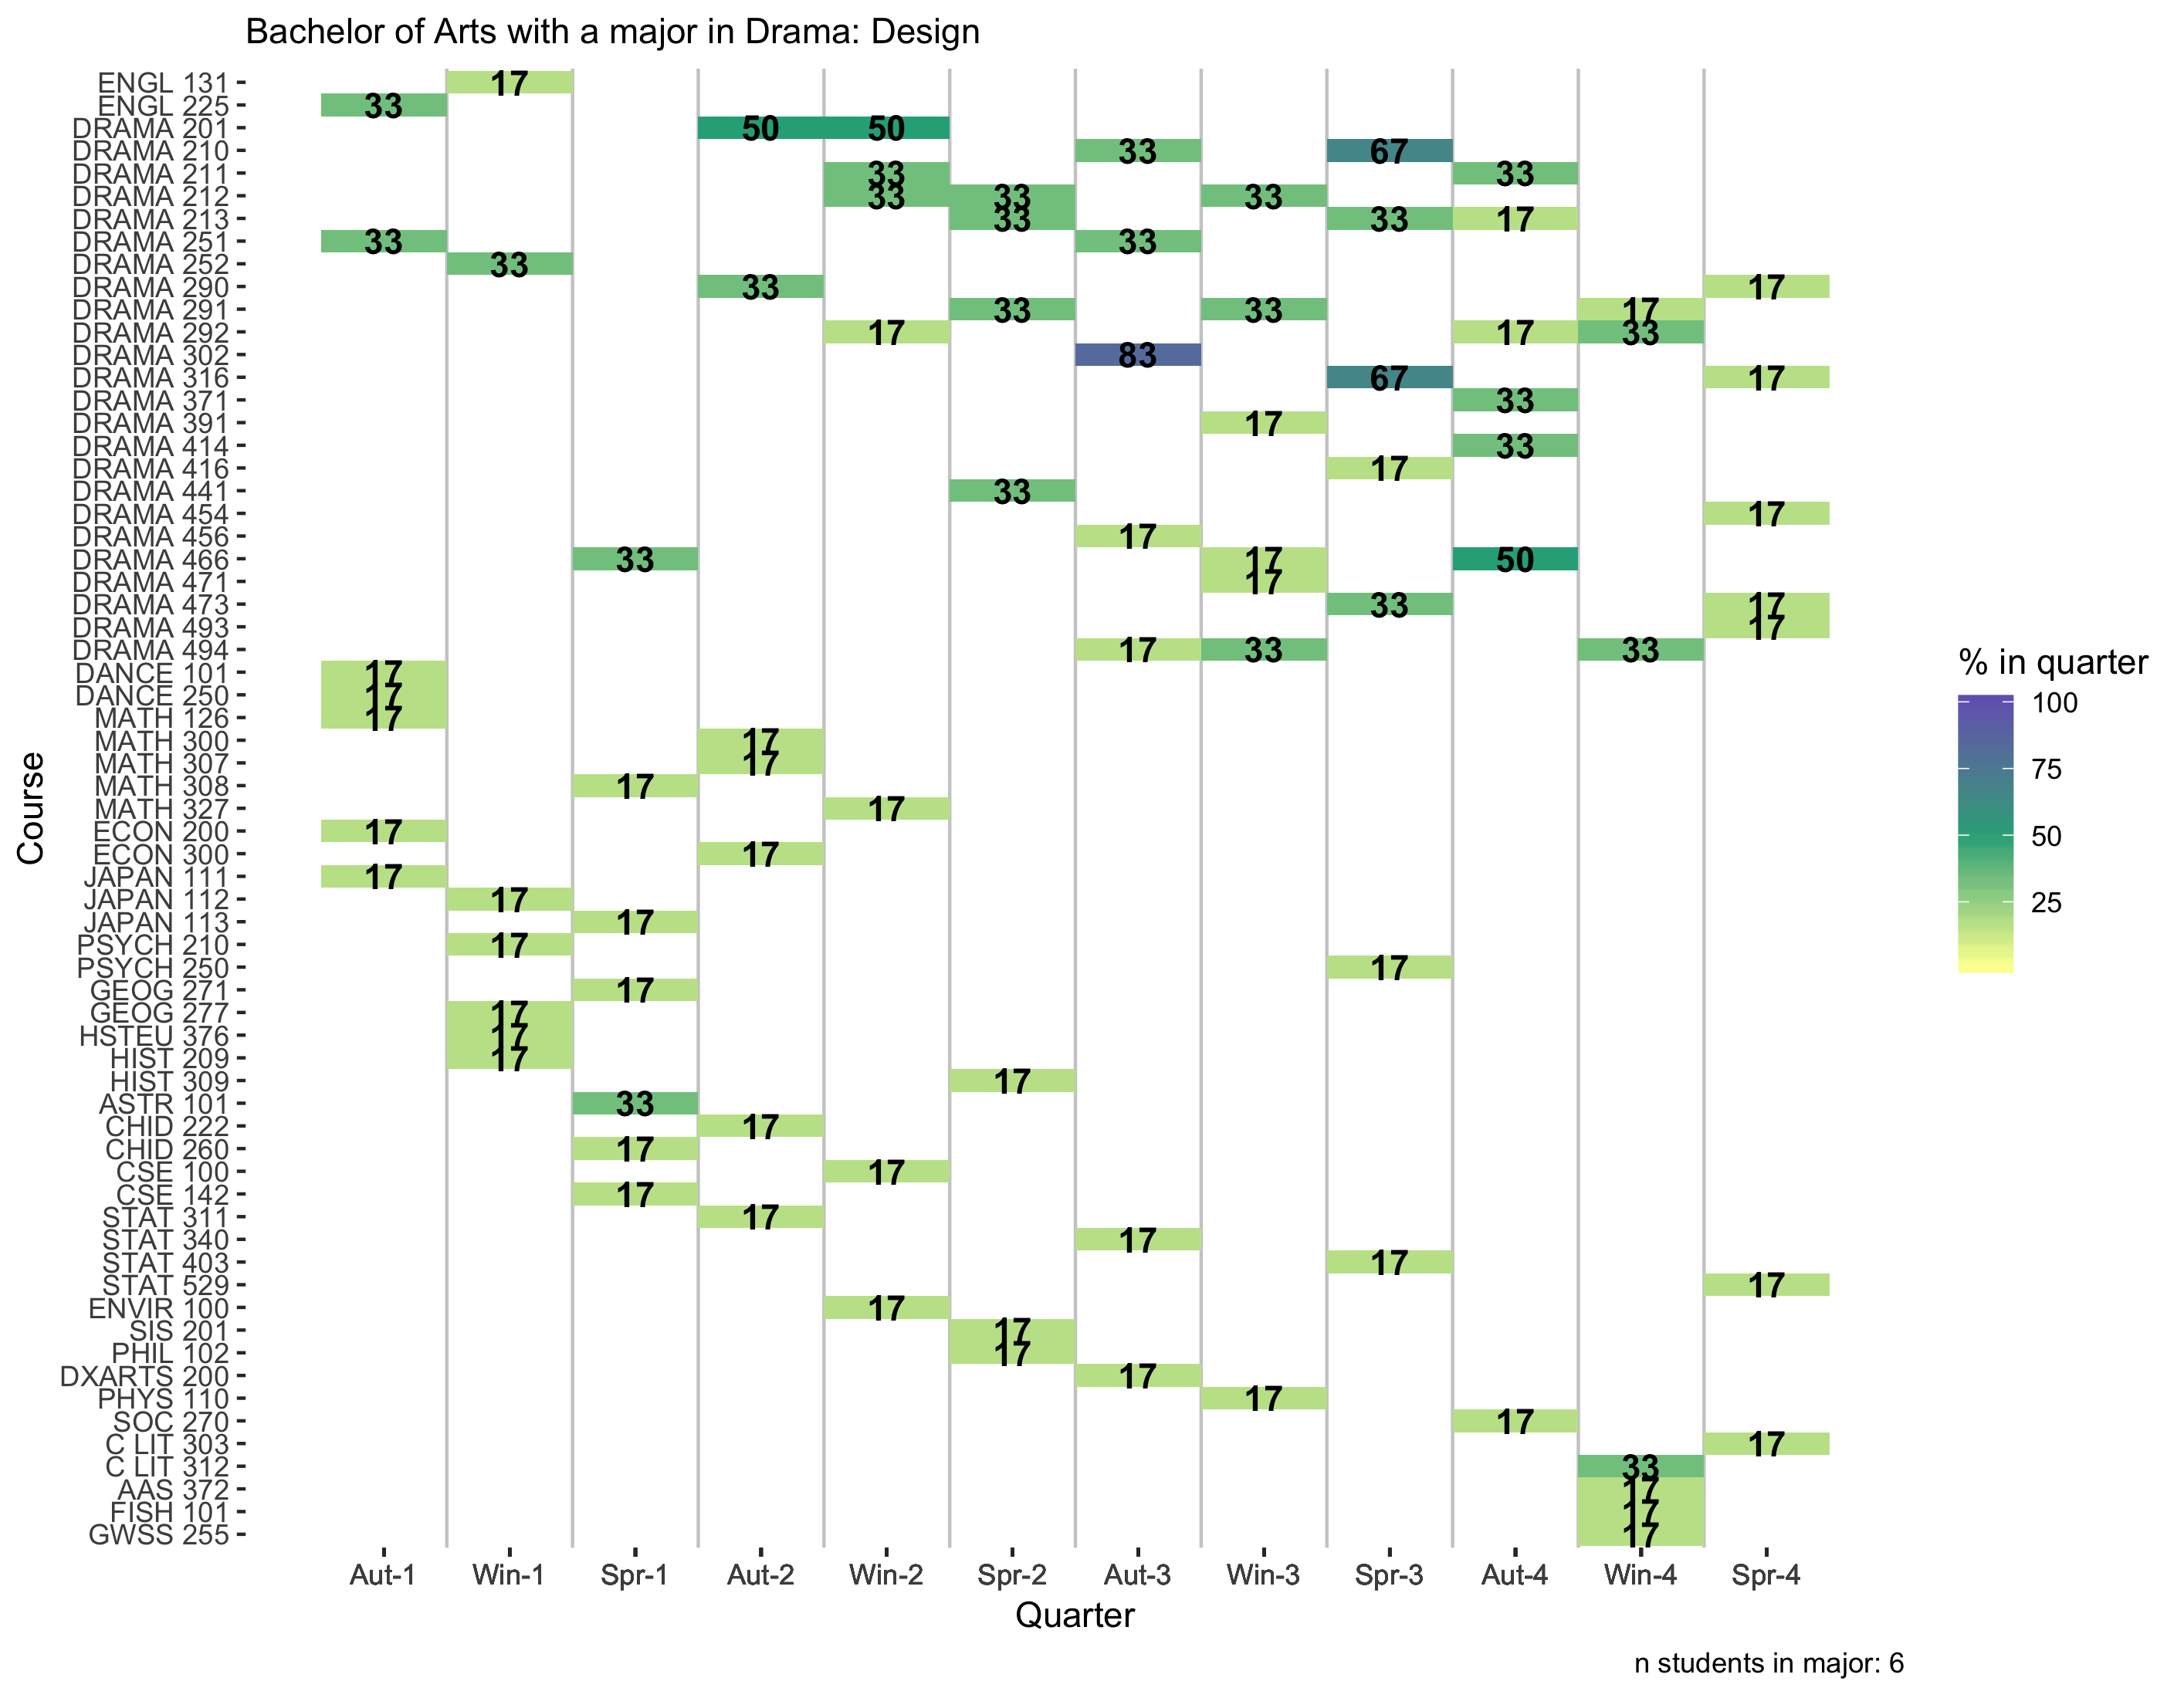 Bachelor of Arts with a major in Drama: Design
ENGL 131 17
ENGL 225 33
DRAMA 201 50 50
DRAMA 210 33 67
DRAMA 211 33 33
DRAMA 212 33 33 33
DRAMA 213 33 33 17
DRAMA 251 33 33
DRAMA 252 33
DRAMA 290 33 17
DRAMA 291 33 33 17
DRAMA 292 17 17 33
DRAMA 302 83
DRAMA 316 67 17
DRAMA 371 33
DRAMA 391 17
DRAMA 414 33
DRAMA 416 17
DRAMA 441 33
DRAMA 454 17
DRAMA 456 17
DRAMA 466 33 17 50
DRAMA 471 17
DRAMA 473 33 17
DRAMA 493 17
DRAMA 494 17 33 33
DANCE 101 17
DANCE 250 17
MATH 126 17
MATH 300 17
MATH 307 17
MATH 308 17
MATH 327 17
ECON 200 17
ECON 300 17
JAPAN 111 17
JAPAN 112 17
JAPAN 113 17
PSYCH 210 17
PSYCH 250 17
GEOG 271 17
GEOG 277 17
HSTEU 376 17
HIST 209 17
HIST 309 17
ASTR 101 33
CHID 222 17
CHID 260 17
CSE 100 17
CSE 142 17
STAT 311 17
STAT 340 17
STAT 403 17
STAT 529 17
ENVIR 100 17
SIS 201 17
PHIL 102 17
DXARTS 200 17
PHYS 110 17
SOC 270 17
C LIT 303 17
C LIT 312 33
AAS 372 17
FISH 101 17
GWSS 255 17
Course
Aut-1 Win-1 Spr-1 Aut-2 Win-2 Spr-2 Aut-3 Win-3 Spr-3 Aut-4 Win-4 Spr-4
Quarter
% in quarter
100
75
50
25
n students in major: 6